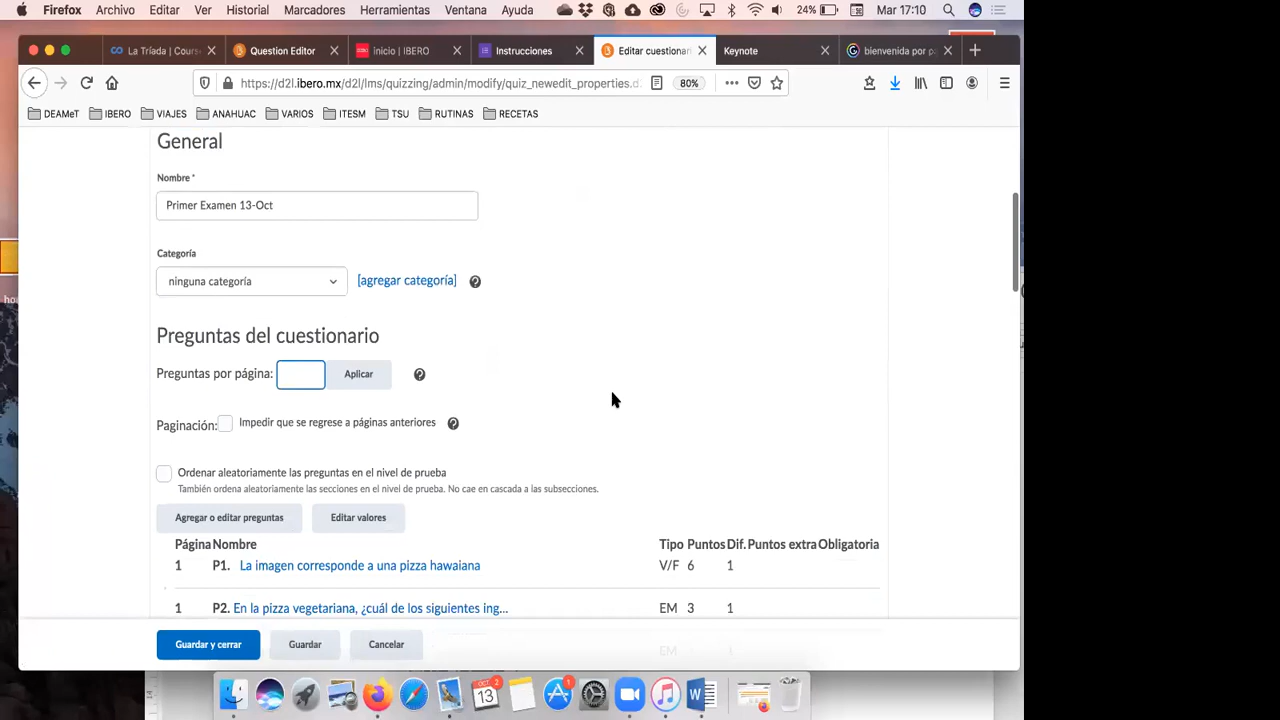 Firefox Archivo Editar Ver Historial Marcadores Herramientas Ventana Ayuda 24% Mar 17:10
La Tríada | Cours Question Editor inicio | IBERO Instrucciones Editar cuestionari Keynote bienvenida por p
https://d2l.ibero.mx/d2l/lms/quizzing/admin/modify/quiz_newedit_properties.d 80%
DEAMeT IBERO VIAJES ANAHUAC VARIOS ITESM TSU RUTINAS RECETAS
General
Nombre *
Primer Examen 13-Oct
Categoría
ninguna categoría [agregar categoría]
Preguntas del cuestionario
Preguntas por página: Aplicar
Paginación: Impedir que se regrese a páginas anteriores
Ordenar aleatoriamente las preguntas en el nivel de prueba
También ordena aleatoriamente las secciones en el nivel de prueba. No cae en cascada a las subsecciones.
Agregar o editar preguntas Editar valores
Página Nombre Tipo Puntos Dif. Puntos extra Obligatoria
1 P1. La imagen corresponde a una pizza hawaiana V/F 6 1
1 P2. En la pizza vegetariana, ¿cuál de los siguientes ing... EM 3 1
EM
Guardar y cerrar Guardar Cancelar
OCT 2
13
1